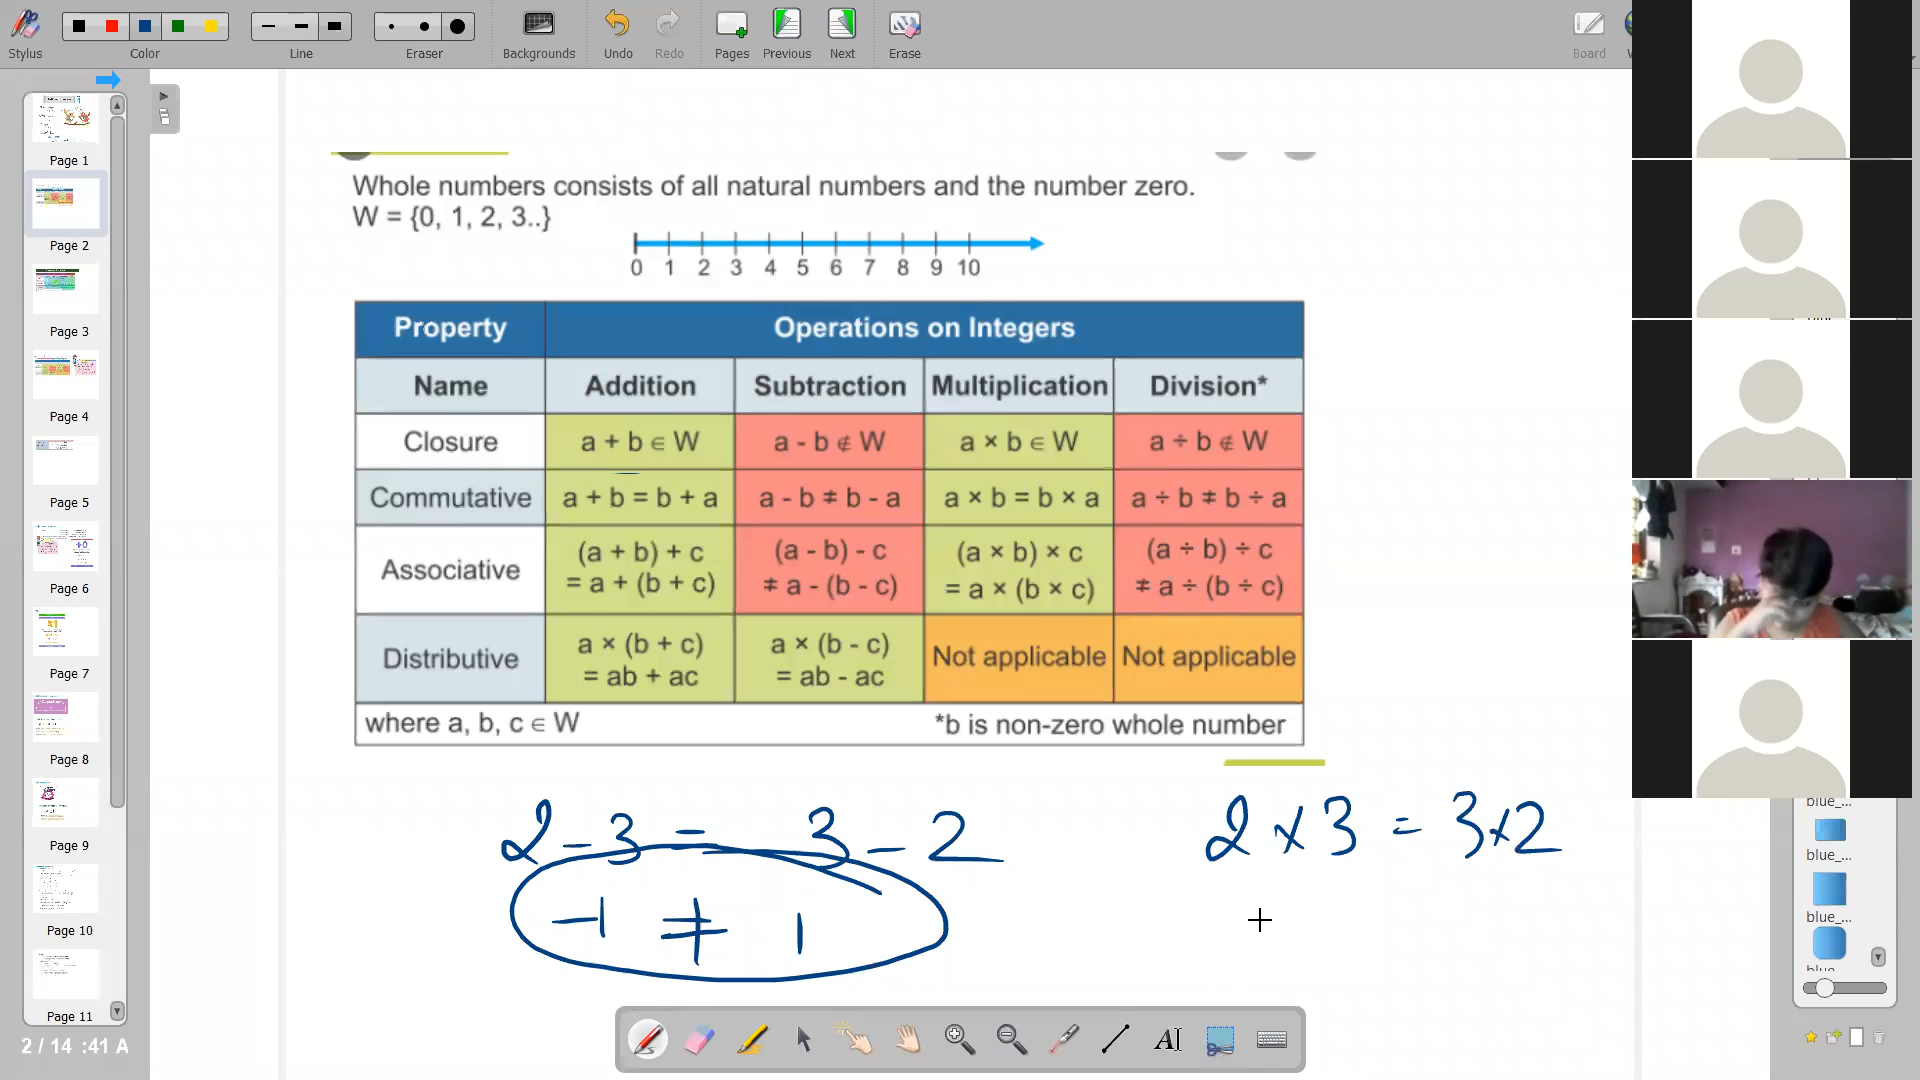 Stylus Color Line Eraser Backgrounds Undo Redo Pages Previous Next Erase Board
Page 1
Page 2
Page 3
Page 4
Page 5
Page 6
Page 7
Page 8
Page 9
Page 10
Page 11
2 / 14 :41 A
Whole numbers consists of all natural numbers and the number zero.
W = {0, 1, 2, 3..}
0 1 2 3 4 5 6 7 8 9 10
Property Operations on Integers
Name Addition Subtraction Multiplication Division*
Closure a + b ∈ W a - b ∉ W a × b ∈ W a ÷ b ∉ W
Commutative a + b = b + a a - b ≠ b - a a × b = b × a a ÷ b ≠ b ÷ a
Associative (a + b) + c = a + (b + c) (a - b) - c ≠ a - (b - c) (a × b) × c = a × (b × c) (a ÷ b) ÷ c ≠ a ÷ (b ÷ c)
Distributive a × (b + c) = ab + ac a × (b - c) = ab - ac Not applicable Not applicable
where a, b, c ∈ W *b is non-zero whole number
2 - 3 = 3 - 2
-1 ≠ 1
2 × 3 = 3 × 2
blue_...
blue_...
blue_...
blue